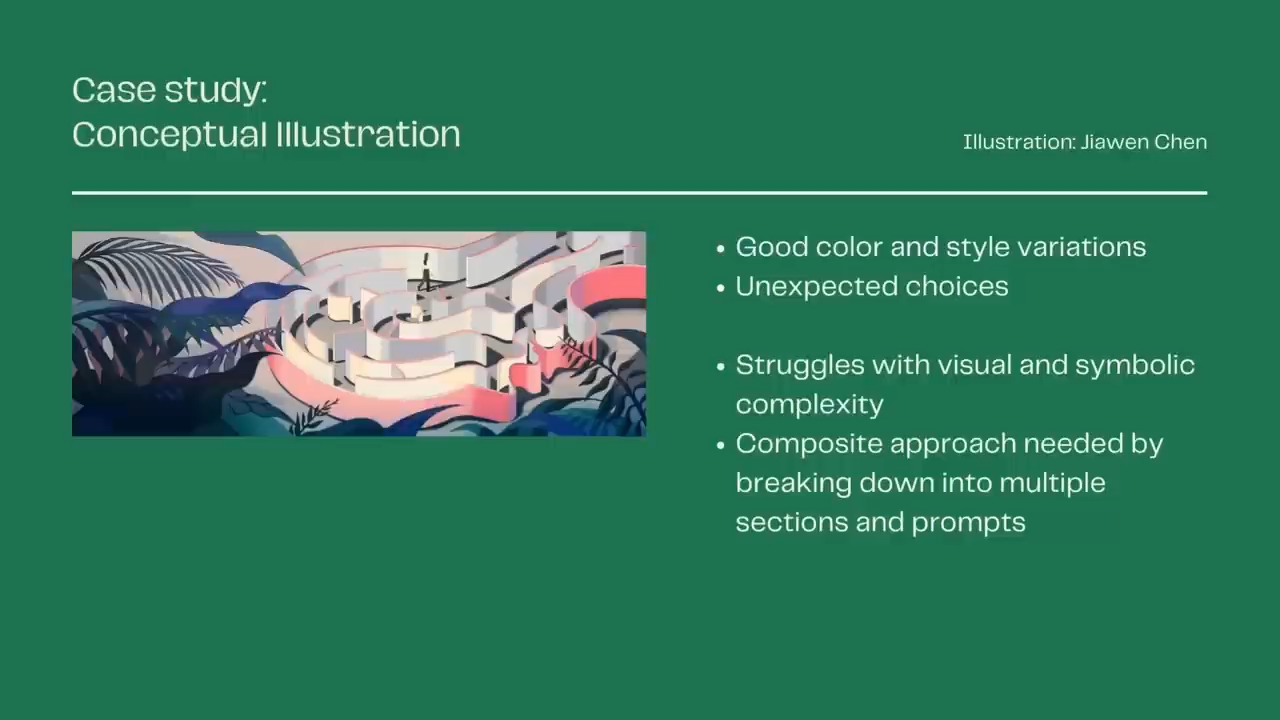 Case study:
Conceptual Illustration
Illustration: Jiawen Chen
• Good color and style variations
• Unexpected choices
• Struggles with visual and symbolic
complexity
• Composite approach needed by
breaking down into multiple
sections and prompts